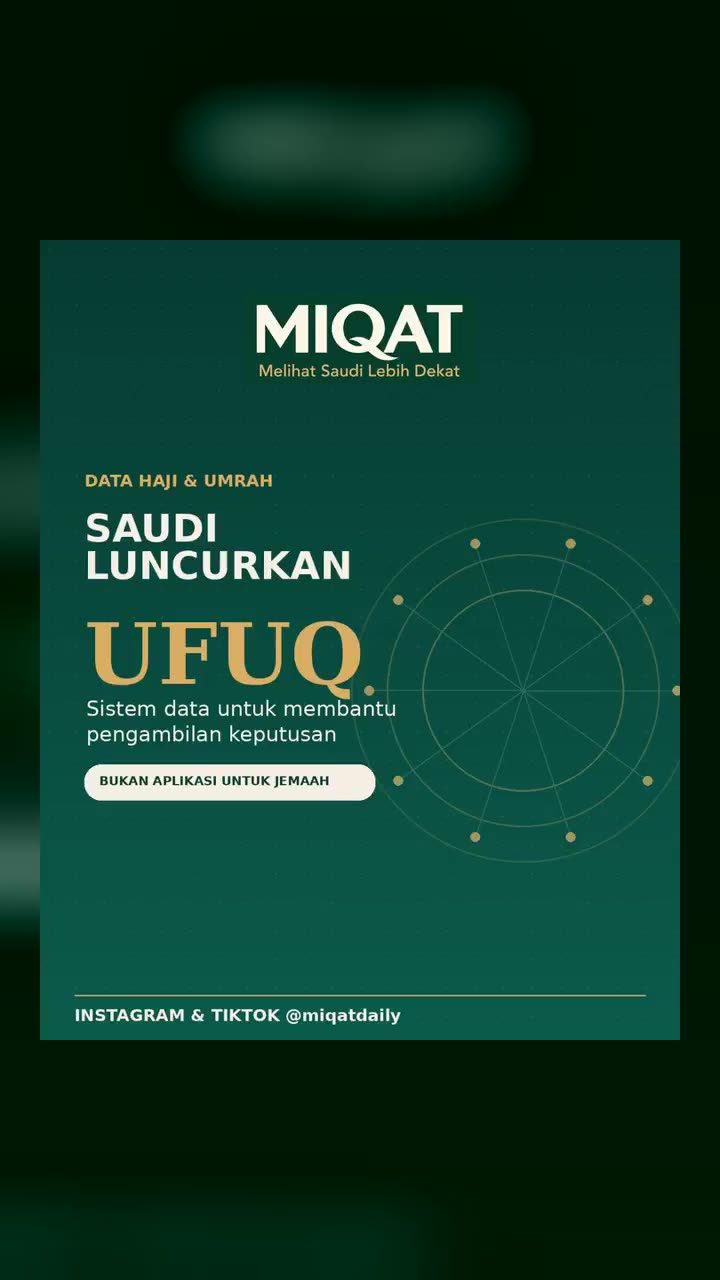 MIQAT
Melihat Saudi Lebih Dekat
DATA HAJI & UMRAH
SAUDI
LUNCURKAN
UFUQ
Sistem data untuk membantu
pengambilan keputusan
BUKAN APLIKASI UNTUK JEMAAH
INSTAGRAM & TIKTOK @miqatdaily